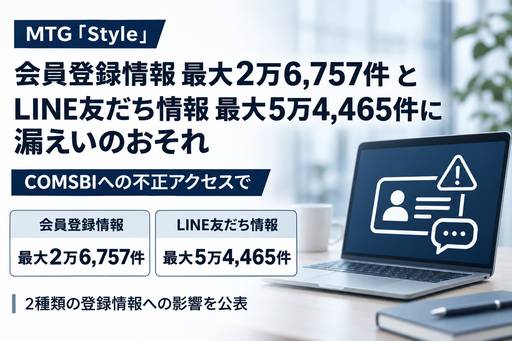 MTG「Style」
会員登録情報 最大2万6,757件 と
LINE友だち情報 最大5万4,465件に
漏えいのおそれ
COMSBIへの不正アクセスで
会員登録情報
最大2万6,757件
LINE友だち情報
最大5万4,465件
2種類の登録情報への影響を公表